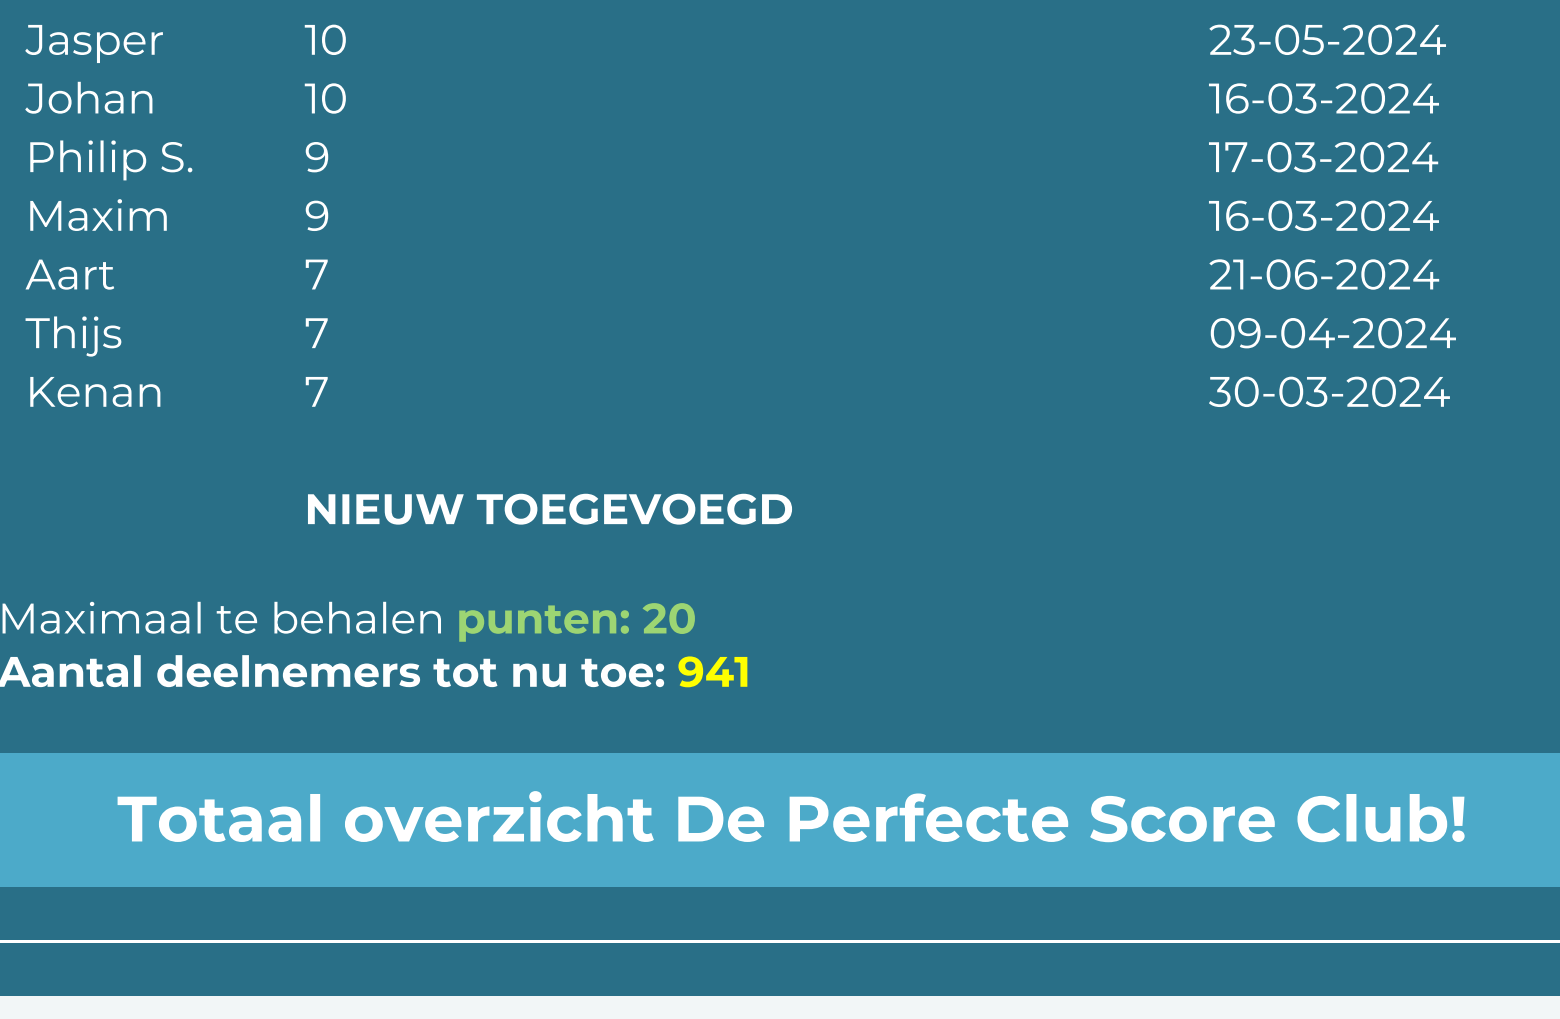 Jasper 10 23-05-2024
Johan 10 16-03-2024
Philip S. 9 17-03-2024
Maxim 9 16-03-2024
Aart 7 21-06-2024
Thijs 7 09-04-2024
Kenan 7 30-03-2024
NIEUW TOEGEVOEGD
Maximaal te behalen punten: 20
Aantal deelnemers tot nu toe: 941
Totaal overzicht De Perfecte Score Club!